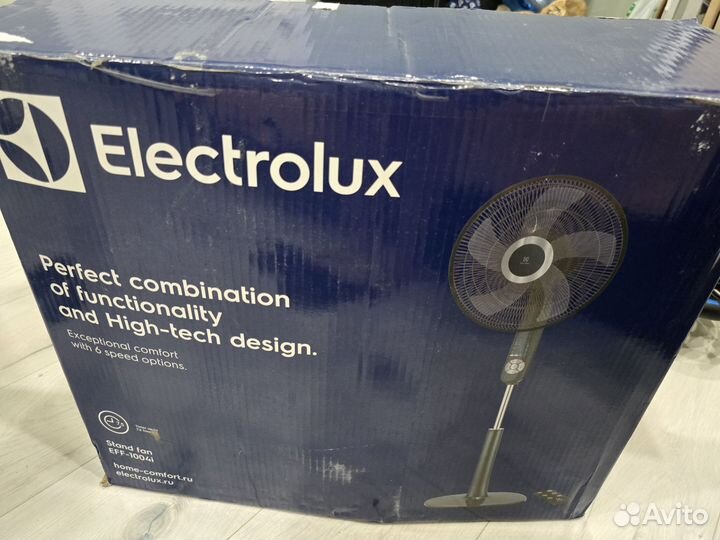 Electrolux
Perfect combination
of functionality
and High-tech design.
Exceptional comfort
with 6 speed options.
Stand fan
EFF-1004i
home-comfort.ru
electrolux.ru
Avito